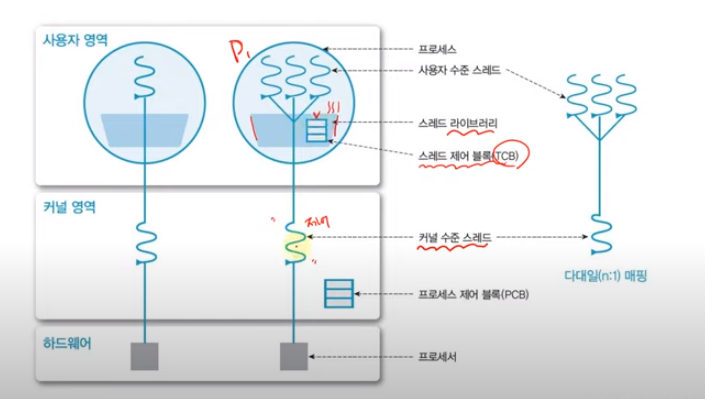 사용자 영역
P1
프로세스
사용자 수준 스레드
스레드 라이브러리
스레드 제어 블록(TCB)
커널 영역
제어
커널 수준 스레드
다대일(n:1) 매핑
프로세스 제어 블록(PCB)
하드웨어
프로세서